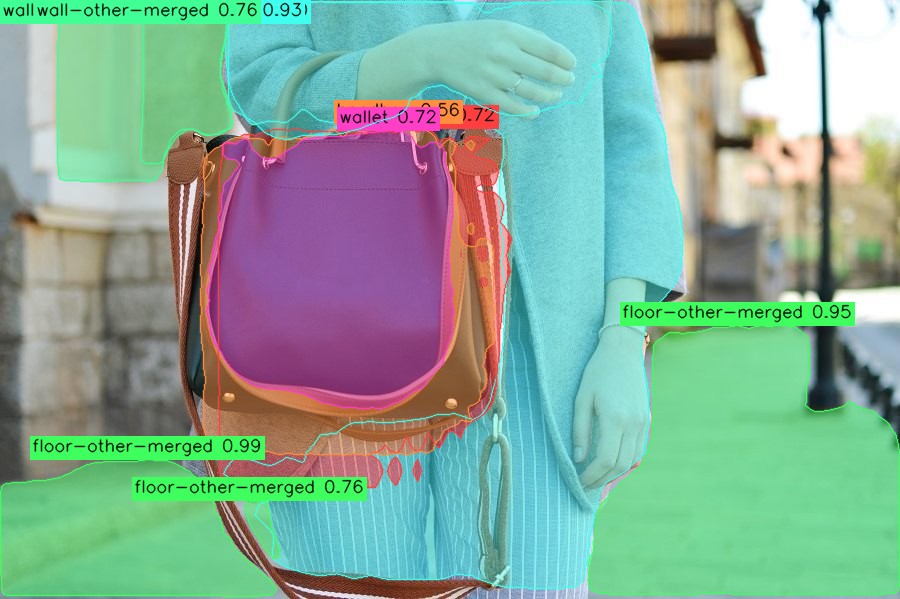 wall wall-other-merged 0.76 0.93)
0.56
wallet 0.72 0.72
floor-other-merged 0.95
floor-other-merged 0.99
floor-other-merged 0.76